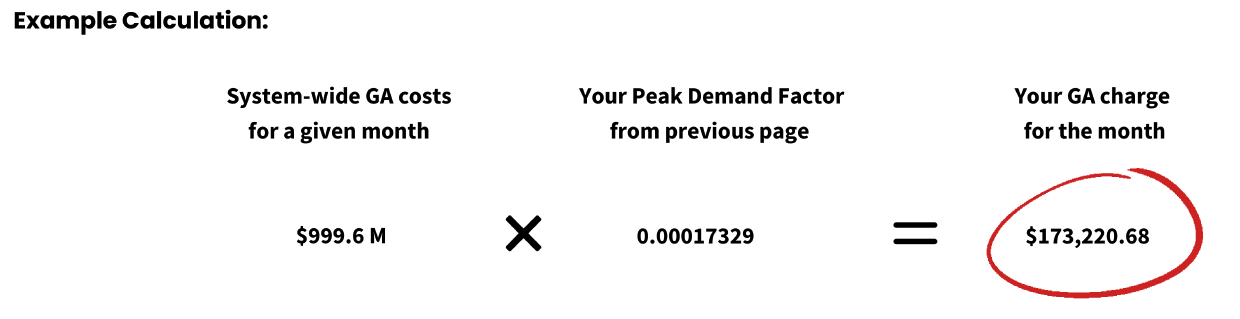 Example Calculation:
System-wide GA costs
for a given month
Your Peak Demand Factor
from previous page
Your GA charge
for the month
$999.6 M
0.00017329
$173,220.68